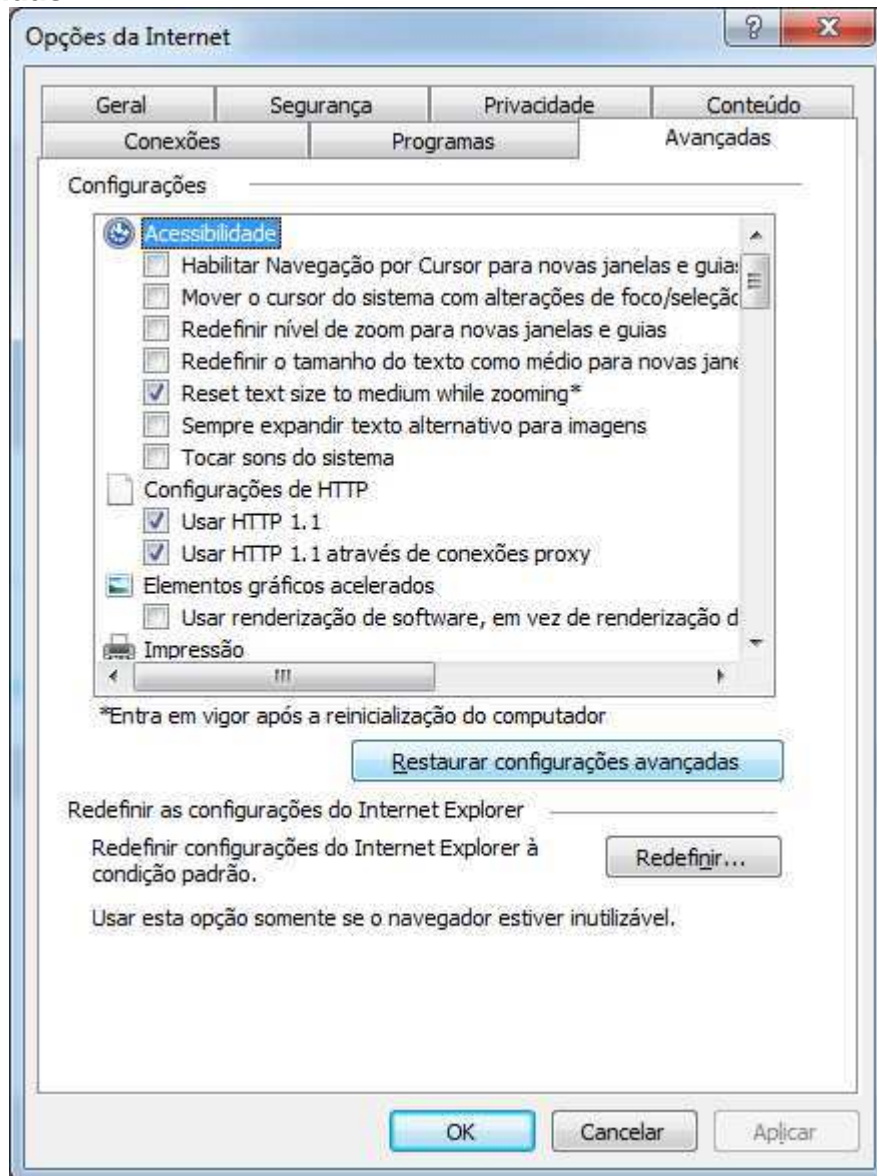 Opções da Internet
Geral Segurança Privacidade Conteúdo
Conexões Programas Avançadas
Configurações
Acessibilidade
Habilitar Navegação por Cursor para novas janelas e guias
Mover o cursor do sistema com alterações de foco/seleçã
Redefinir nível de zoom para novas janelas e guias
Redefinir o tamanho do texto como médio para novas jane
Reset text size to medium while zooming*
Sempre expandir texto alternativo para imagens
Tocar sons do sistema
Configurações de HTTP
Usar HTTP 1.1
Usar HTTP 1.1 através de conexões proxy
Elementos gráficos acelerados
Usar renderização de software, em vez de renderização d
Impressão
*Entra em vigor após a reinicialização do computador
Restaurar configurações avançadas
Redefinir as configurações do Internet Explorer
Redefinir configurações do Internet Explorer à
condição padrão.
Redefinir...
Usar esta opção somente se o navegador estiver inutilizável.
OK Cancelar Aplicar